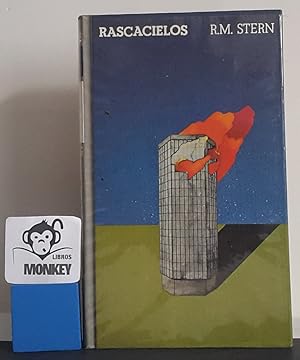 RASCACIELOS R.M. STERN
LIBROS
MONKEY